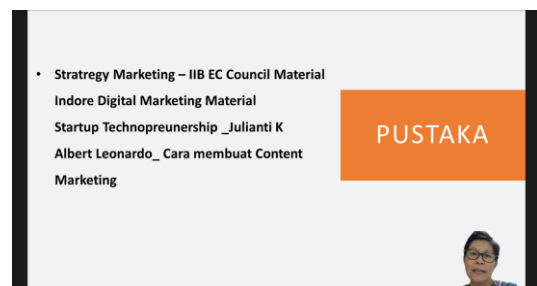 • Stratregy Marketing – IIB EC Council Material
Indore Digital Marketing Material
Startup Technopreunership _Julianti K
Albert Leonardo_ Cara membuat Content
Marketing
PUSTAKA